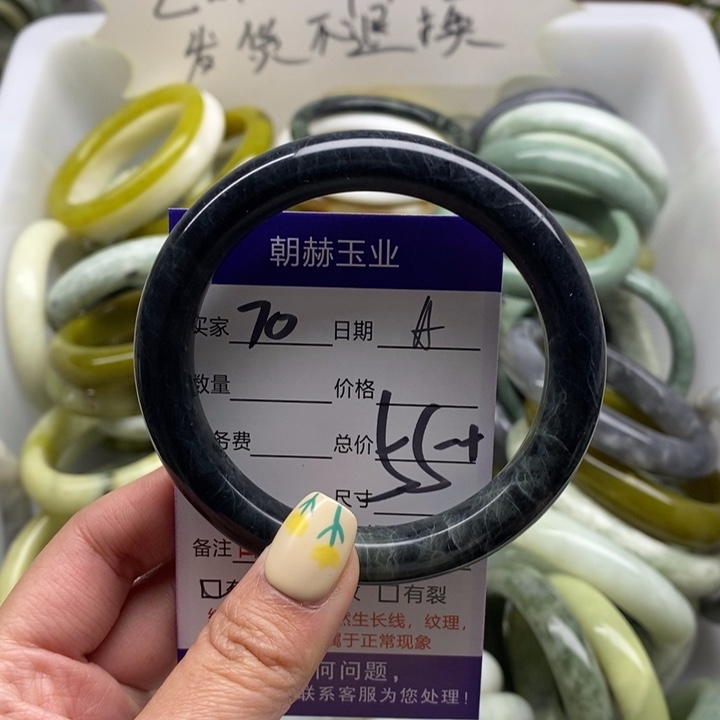 发货不退换
朝赫玉业
买家 70 日期 A
数量 价格
务费 总价 55+
尺寸
备注
有裂
然生长线，纹理，
属于正常现象
何问题，
联系客服为您处理！